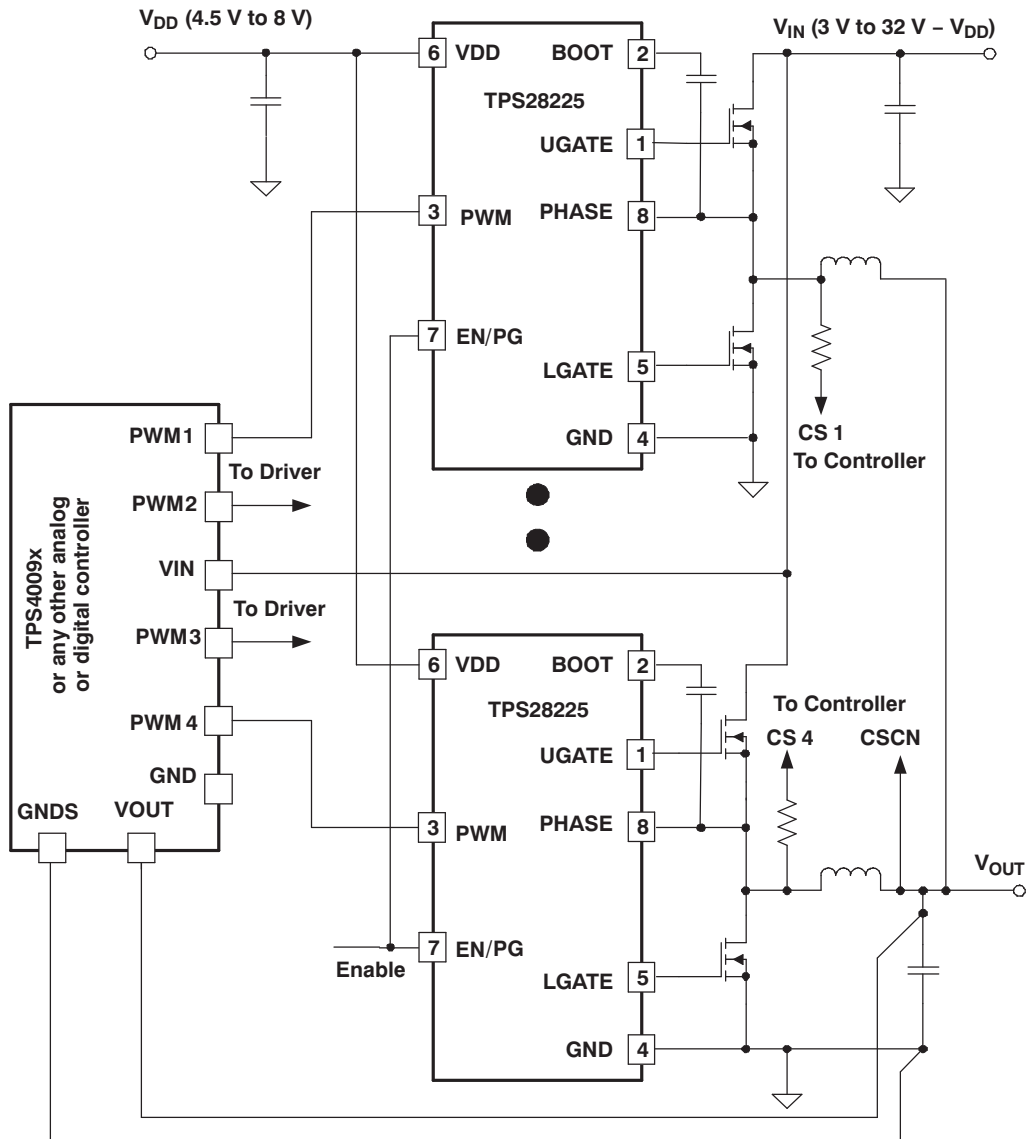 V_DD (4.5 V to 8 V)
V_IN (3 V to 32 V – V_DD)
6 VDD BOOT 2
TPS28225
UGATE 1
3 PWM PHASE 8
7 EN/PG
LGATE 5
GND 4
CS 1
To Controller
PWM1
To Driver
PWM2
VIN
To Driver
PWM3
PWM 4
GND
GNDS VOUT
TPS4009x
or any other analog
or digital controller
6 VDD BOOT 2
TPS28225
To Controller
CS 4 CSCN
UGATE 1
3 PWM PHASE 8
V_OUT
7 EN/PG
Enable
LGATE 5
GND 4